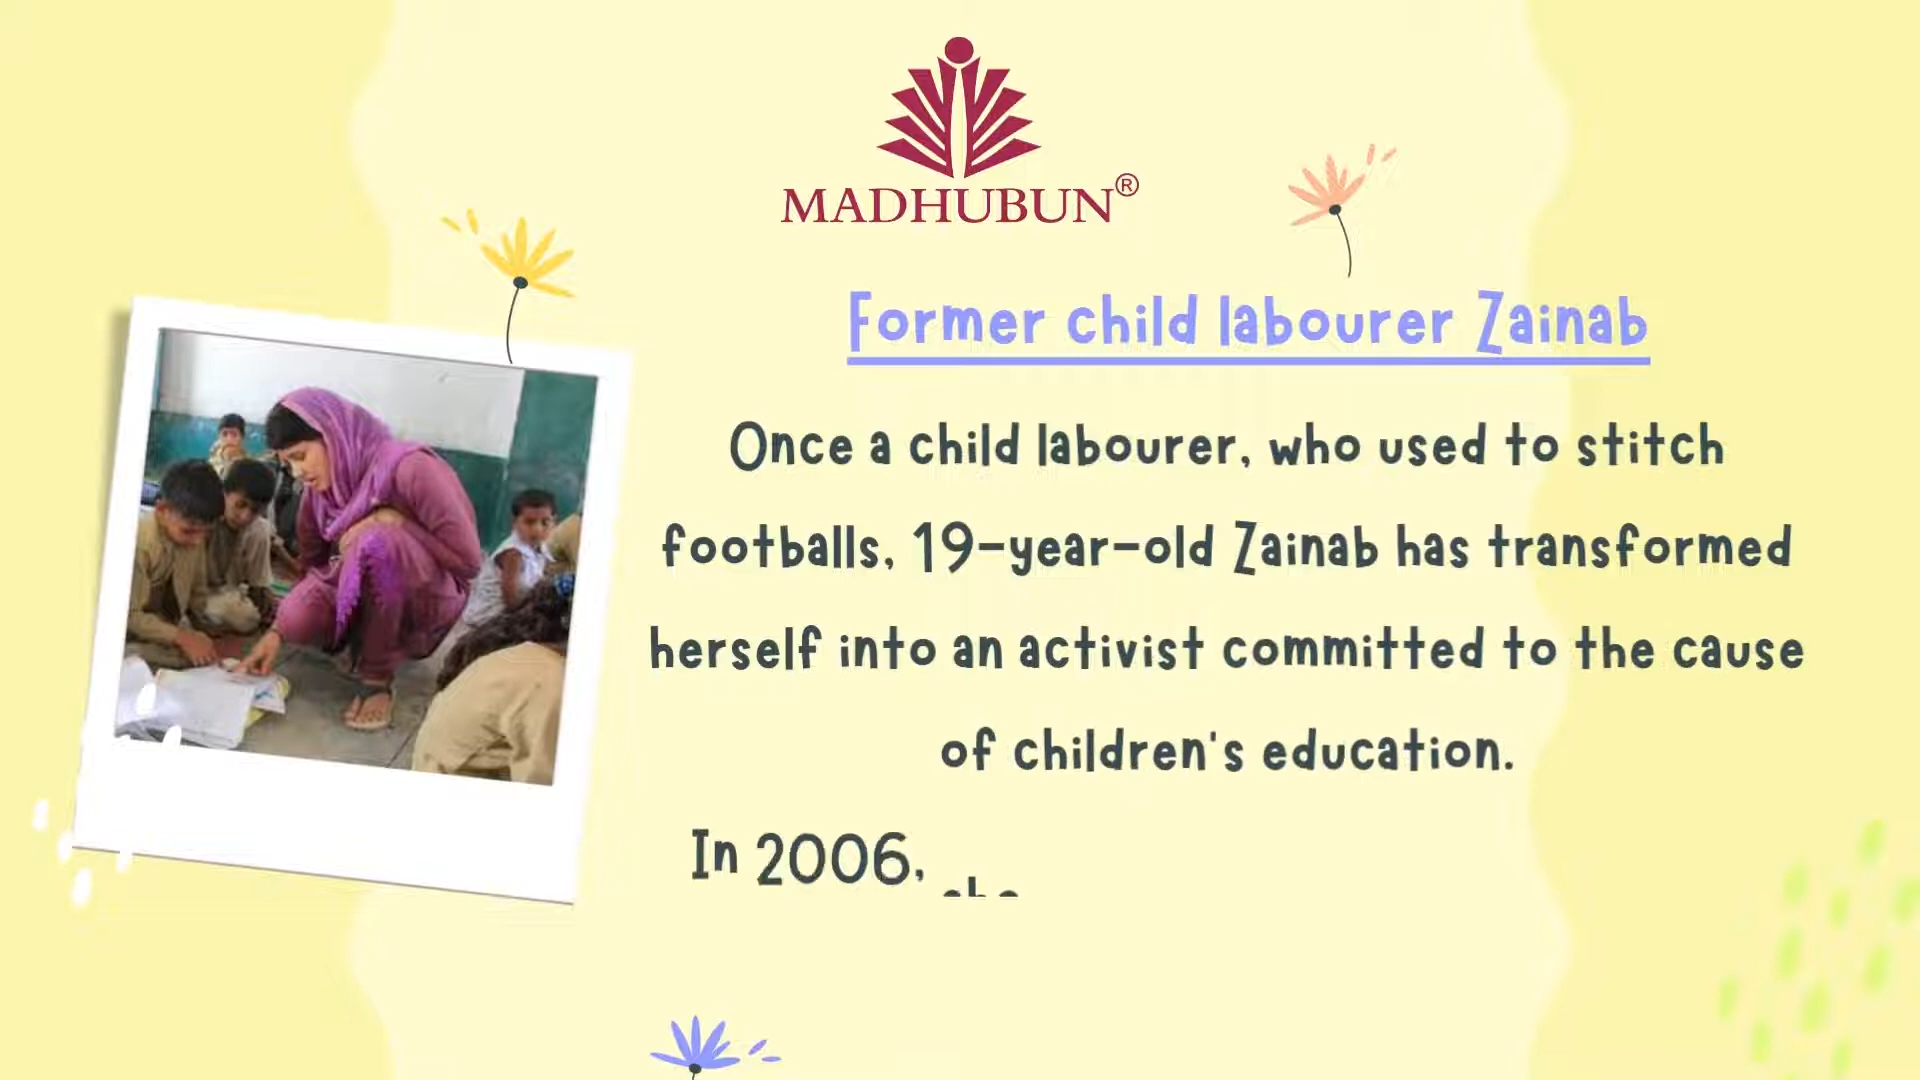 MADHUBUN®
Former child labourer Zainab
Once a child labourer, who used to stitch
footballs, 19-year-old Zainab has transformed
herself into an activist committed to the cause
of children's education.
In 2006,